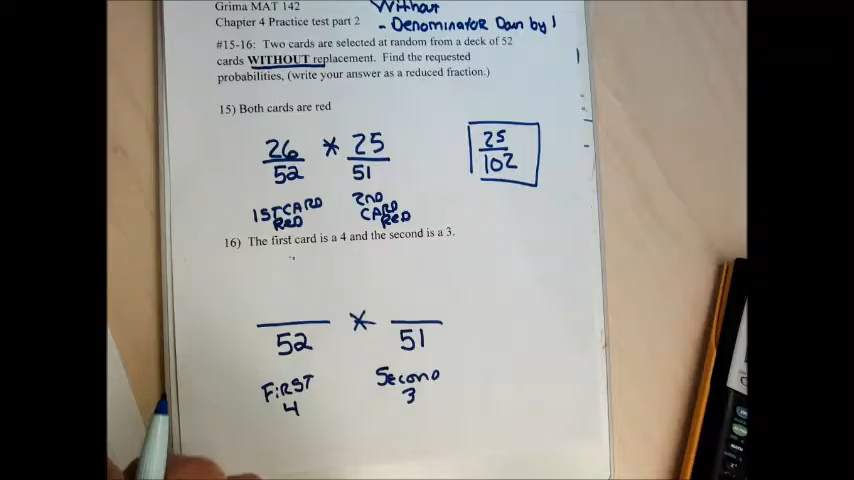 Grima MAT 142
Without
Chapter 4 Practice test part 2
- Denominator Down by 1
#15-16: Two cards are selected at random from a deck of 52
cards WITHOUT replacement. Find the requested
probabilities, (write your answer as a reduced fraction.)
15) Both cards are red
26 * 25
52 51
25
102
1ST CARD RED
2ND CARD RED
16) The first card is a 4 and the second is a 3.
*
52 51
FIRST 4
SECOND 3